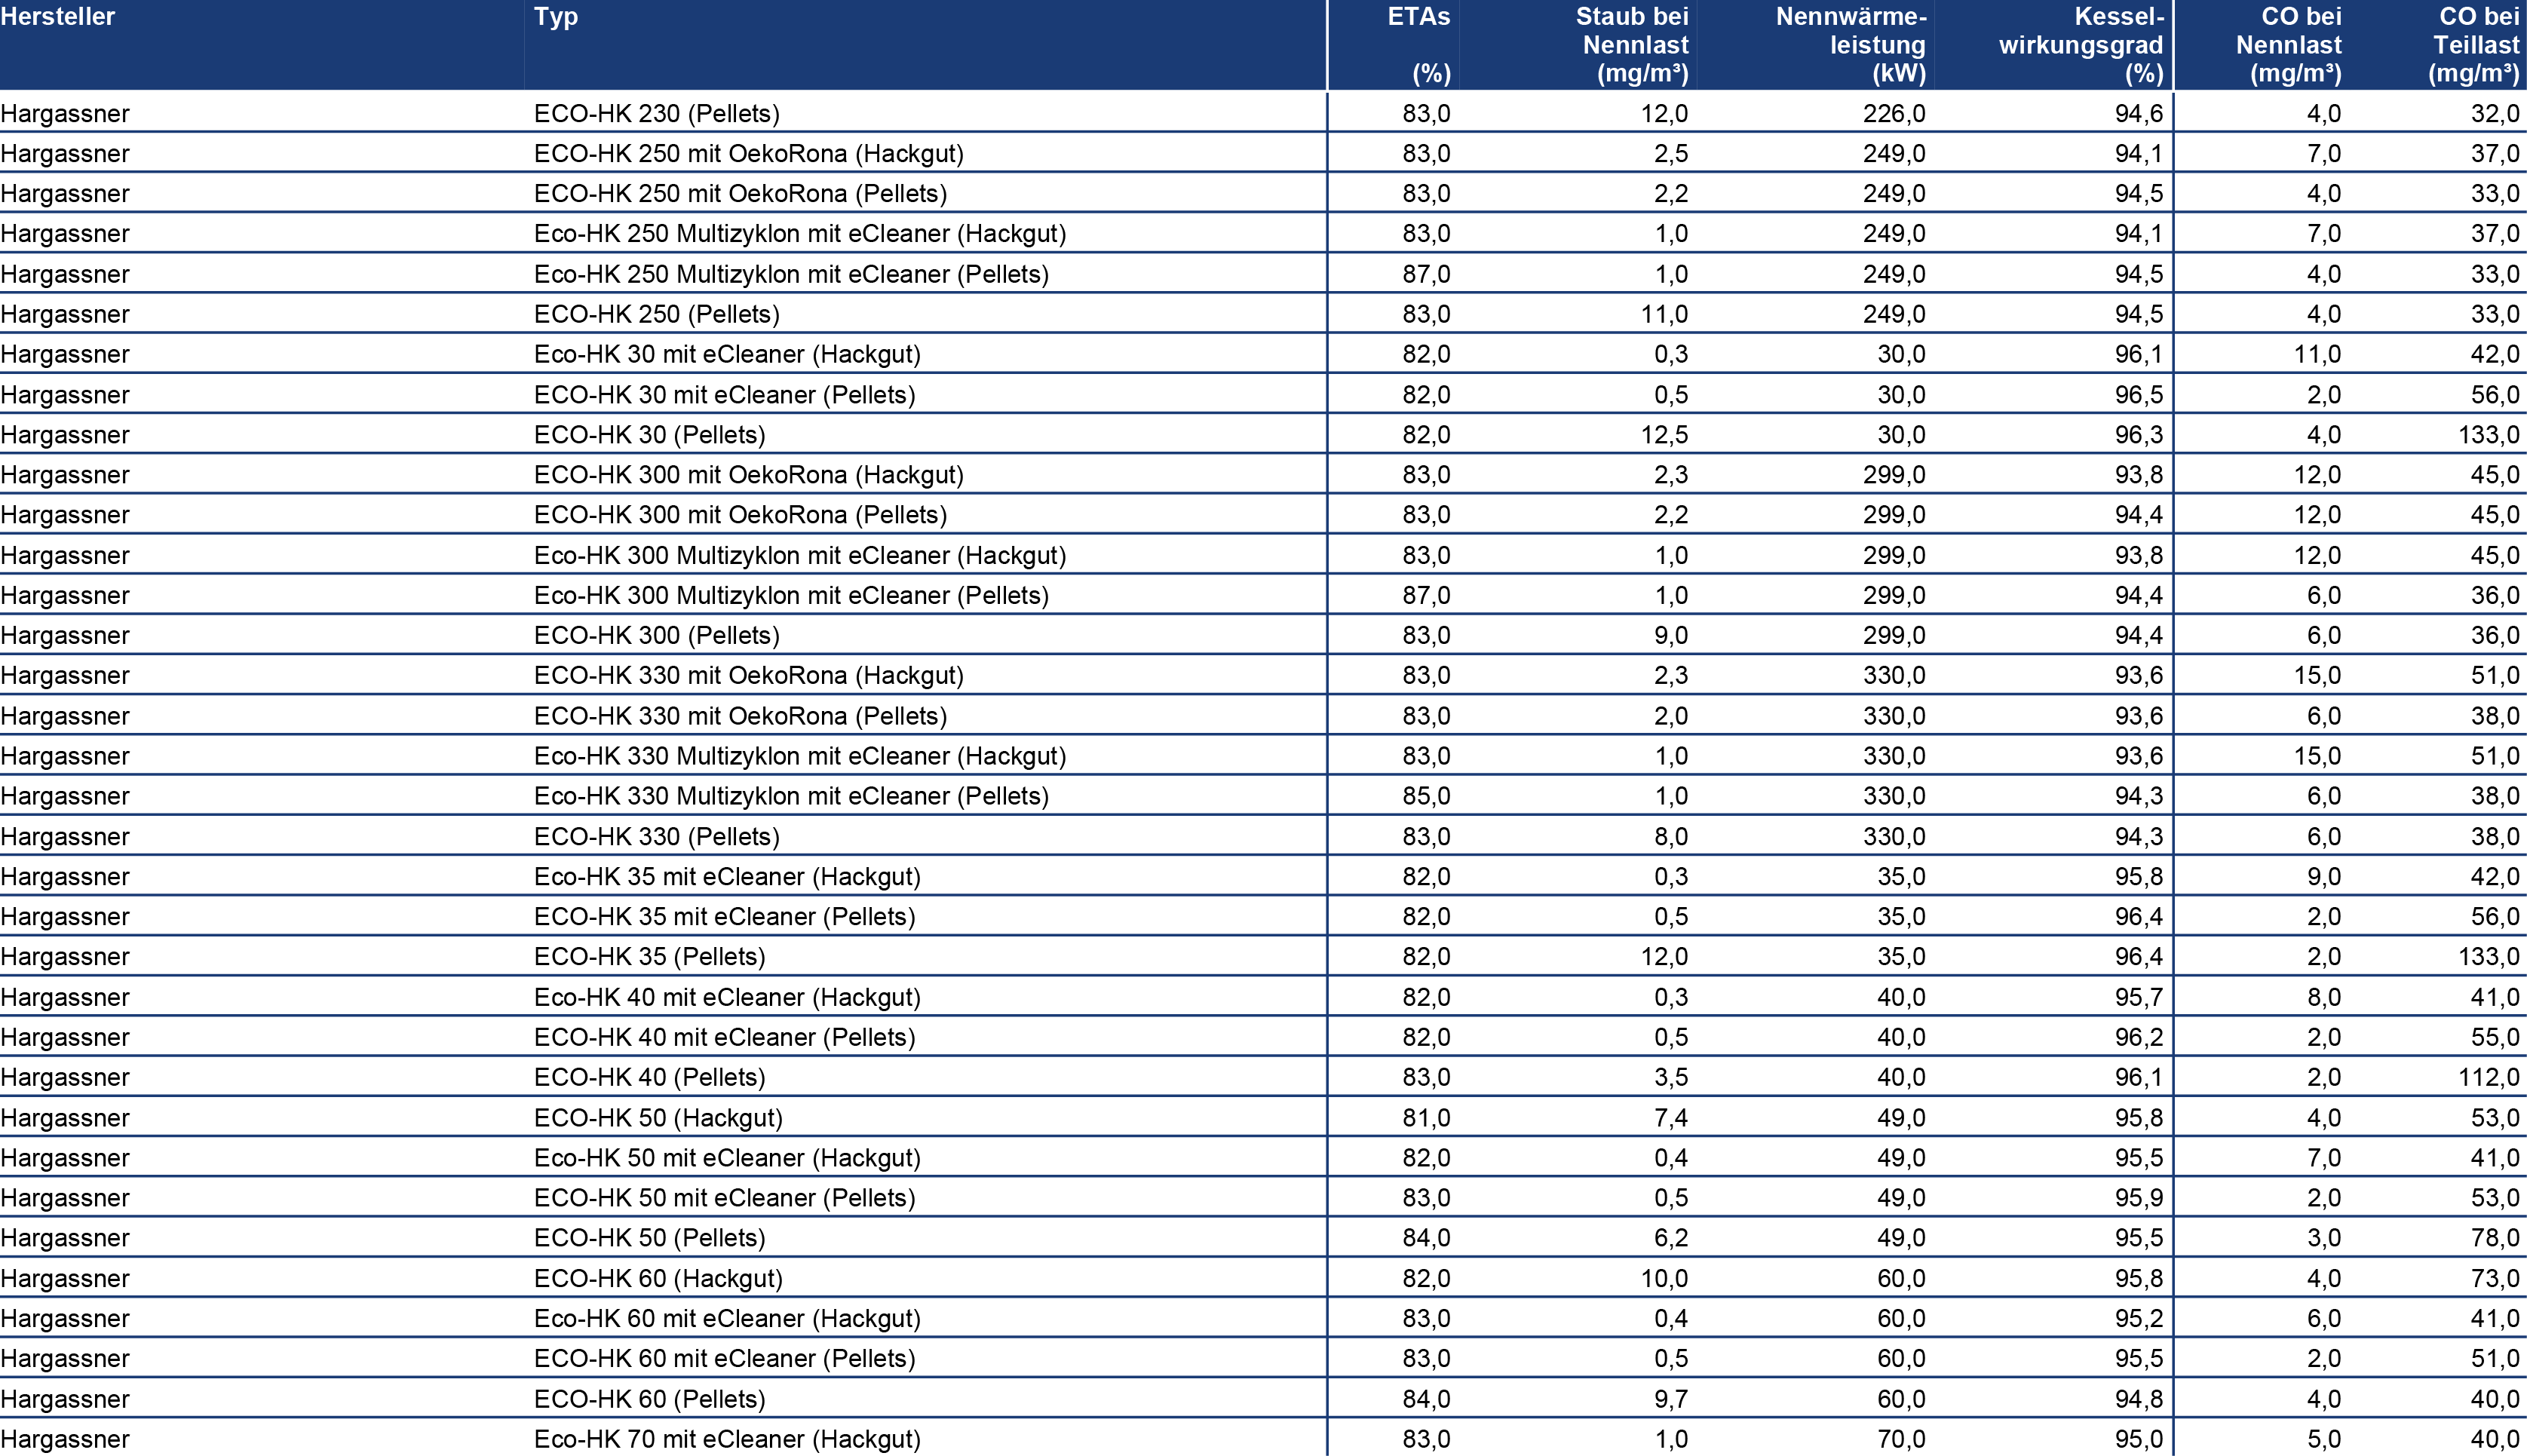 Hersteller Typ ETAs (%) Staub bei Nennlast (mg/m³) Nennwärme-leistung (kW) Kessel-wirkungsgrad (%) CO bei Nennlast (mg/m³) CO bei Teillast (mg/m³)
Hargassner ECO-HK 230 (Pellets) 83,0 12,0 226,0 94,6 4,0 32,0
Hargassner ECO-HK 250 mit OekoRona (Hackgut) 83,0 2,5 249,0 94,1 7,0 37,0
Hargassner ECO-HK 250 mit OekoRona (Pellets) 83,0 2,2 249,0 94,5 4,0 33,0
Hargassner Eco-HK 250 Multizyklon mit eCleaner (Hackgut) 83,0 1,0 249,0 94,1 7,0 37,0
Hargassner Eco-HK 250 Multizyklon mit eCleaner (Pellets) 87,0 1,0 249,0 94,5 4,0 33,0
Hargassner ECO-HK 250 (Pellets) 83,0 11,0 249,0 94,5 4,0 33,0
Hargassner Eco-HK 30 mit eCleaner (Hackgut) 82,0 0,3 30,0 96,1 11,0 42,0
Hargassner ECO-HK 30 mit eCleaner (Pellets) 82,0 0,5 30,0 96,5 2,0 56,0
Hargassner ECO-HK 30 (Pellets) 82,0 12,5 30,0 96,3 4,0 133,0
Hargassner ECO-HK 300 mit OekoRona (Hackgut) 83,0 2,3 299,0 93,8 12,0 45,0
Hargassner ECO-HK 300 mit OekoRona (Pellets) 83,0 2,2 299,0 94,4 12,0 45,0
Hargassner Eco-HK 300 Multizyklon mit eCleaner (Hackgut) 83,0 1,0 299,0 93,8 12,0 45,0
Hargassner Eco-HK 300 Multizyklon mit eCleaner (Pellets) 87,0 1,0 299,0 94,4 6,0 36,0
Hargassner ECO-HK 300 (Pellets) 83,0 9,0 299,0 94,4 6,0 36,0
Hargassner ECO-HK 330 mit OekoRona (Hackgut) 83,0 2,3 330,0 93,6 15,0 51,0
Hargassner ECO-HK 330 mit OekoRona (Pellets) 83,0 2,0 330,0 93,6 6,0 38,0
Hargassner Eco-HK 330 Multizyklon mit eCleaner (Hackgut) 83,0 1,0 330,0 93,6 15,0 51,0
Hargassner Eco-HK 330 Multizyklon mit eCleaner (Pellets) 85,0 1,0 330,0 94,3 6,0 38,0
Hargassner ECO-HK 330 (Pellets) 83,0 8,0 330,0 94,3 6,0 38,0
Hargassner Eco-HK 35 mit eCleaner (Hackgut) 82,0 0,3 35,0 95,8 9,0 42,0
Hargassner ECO-HK 35 mit eCleaner (Pellets) 82,0 0,5 35,0 96,4 2,0 56,0
Hargassner ECO-HK 35 (Pellets) 82,0 12,0 35,0 96,4 2,0 133,0
Hargassner Eco-HK 40 mit eCleaner (Hackgut) 82,0 0,3 40,0 95,7 8,0 41,0
Hargassner ECO-HK 40 mit eCleaner (Pellets) 82,0 0,5 40,0 96,2 2,0 55,0
Hargassner ECO-HK 40 (Pellets) 83,0 3,5 40,0 96,1 2,0 112,0
Hargassner ECO-HK 50 (Hackgut) 81,0 7,4 49,0 95,8 4,0 53,0
Hargassner Eco-HK 50 mit eCleaner (Hackgut) 82,0 0,4 49,0 95,5 7,0 41,0
Hargassner ECO-HK 50 mit eCleaner (Pellets) 83,0 0,5 49,0 95,9 2,0 53,0
Hargassner ECO-HK 50 (Pellets) 84,0 6,2 49,0 95,5 3,0 78,0
Hargassner ECO-HK 60 (Hackgut) 82,0 10,0 60,0 95,8 4,0 73,0
Hargassner Eco-HK 60 mit eCleaner (Hackgut) 83,0 0,4 60,0 95,2 6,0 41,0
Hargassner ECO-HK 60 mit eCleaner (Pellets) 83,0 0,5 60,0 95,5 2,0 51,0
Hargassner ECO-HK 60 (Pellets) 84,0 9,7 60,0 94,8 4,0 40,0
Hargassner Eco-HK 70 mit eCleaner (Hackgut) 83,0 1,0 70,0 95,0 5,0 40,0